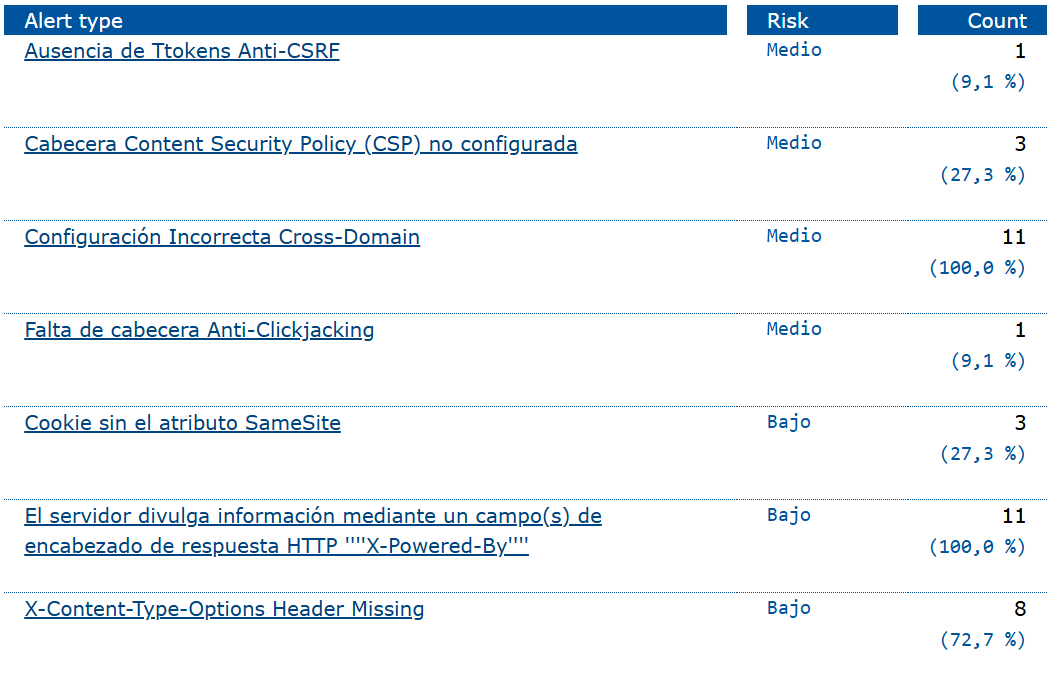 Alert type Risk Count
Ausencia de Ttokens Anti-CSRF Medio 1
(9,1 %)
Cabecera Content Security Policy (CSP) no configurada Medio 3
(27,3 %)
Configuración Incorrecta Cross-Domain Medio 11
(100,0 %)
Falta de cabecera Anti-Clickjacking Medio 1
(9,1 %)
Cookie sin el atributo SameSite Bajo 3
(27,3 %)
El servidor divulga información mediante un campo(s) de Bajo 11
encabezado de respuesta HTTP ''''X-Powered-By'''' (100,0 %)
X-Content-Type-Options Header Missing Bajo 8
(72,7 %)